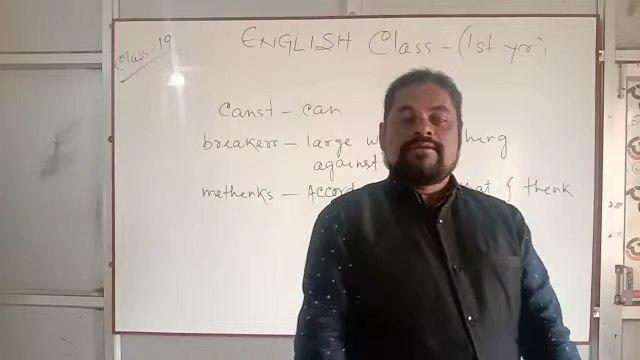 Class 19
ENGLISH Class - (1st yr)
Canst - can
breakers - large w hing
against
methenks - Accord at I thenk